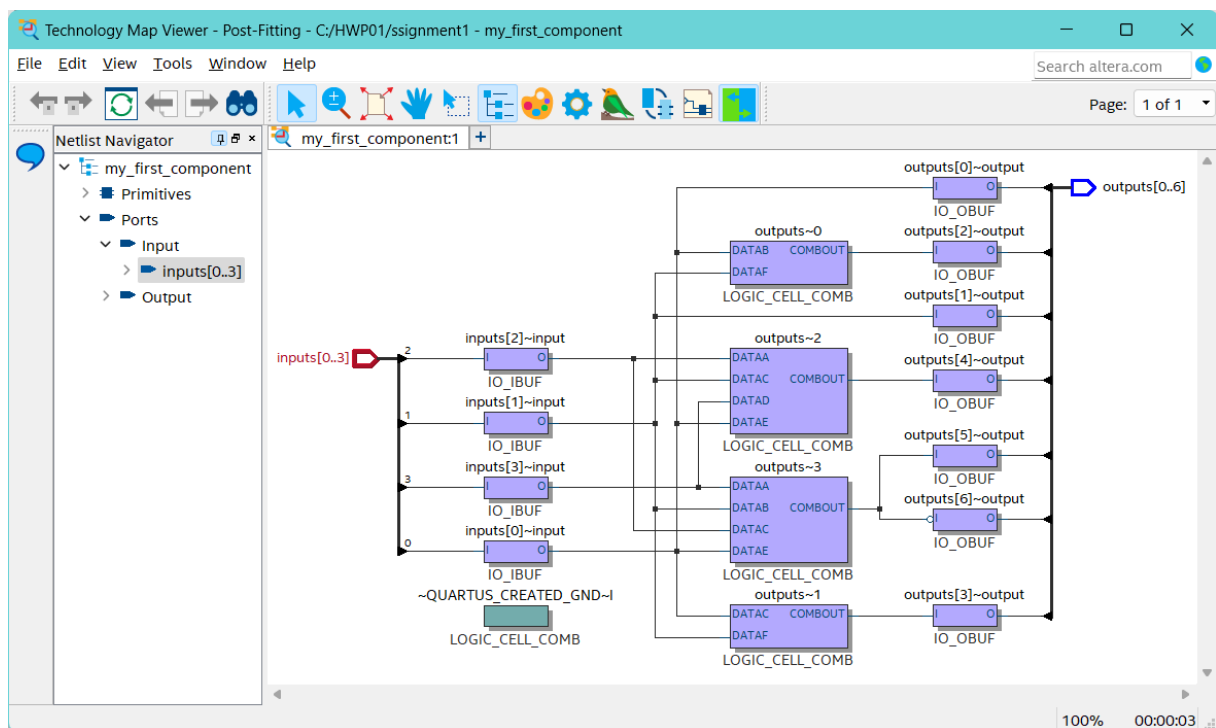 Technology Map Viewer - Post-Fitting - C:/HWP01/ssignment1 - my_first_component
File Edit View Tools Window Help
Search altera.com
Page: 1 of 1
Netlist Navigator
my_first_component
Primitives
Ports
Input
inputs[0..3]
Output
my_first_component:1
+
outputs[0]~output
I O
IO_OBUF
outputs[0..6]
outputs~0
DATAB COMBOUT
DATAF
LOGIC_CELL_COMB
outputs[2]~output
I O
IO_OBUF
outputs[1]~output
I O
IO_OBUF
inputs[0..3]
2
inputs[2]~input
I O
IO_IBUF
1
inputs[1]~input
I O
IO_IBUF
3
inputs[3]~input
I O
IO_IBUF
0
inputs[0]~input
I O
IO_IBUF
~QUARTUS_CREATED_GND~I
LOGIC_CELL_COMB
outputs~2
DATAA
DATAC COMBOUT
DATAD
DATAE
LOGIC_CELL_COMB
outputs[4]~output
I O
IO_OBUF
outputs~3
DATAA
DATAB COMBOUT
DATAC
DATAE
LOGIC_CELL_COMB
outputs[5]~output
I O
IO_OBUF
outputs[6]~output
I O
IO_OBUF
outputs~1
DATAC COMBOUT
DATAF
LOGIC_CELL_COMB
outputs[3]~output
I O
IO_OBUF
100% 00:00:03